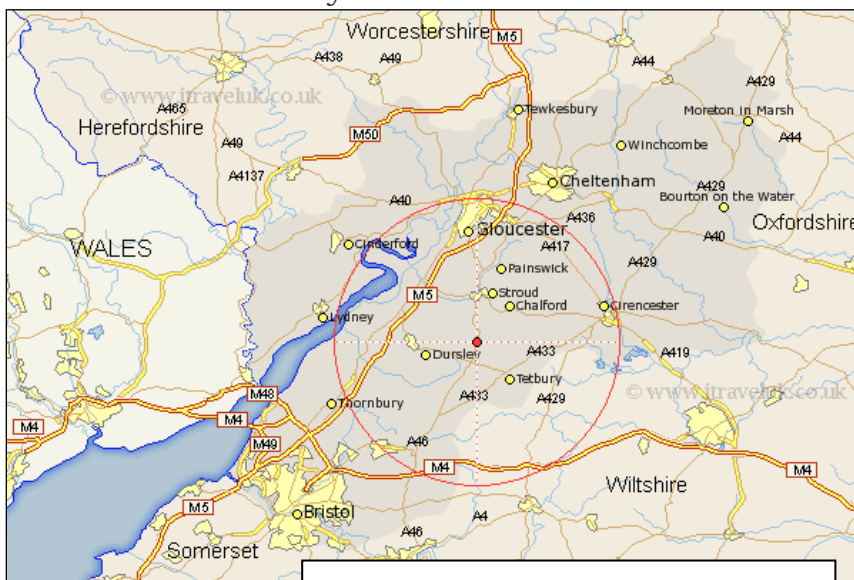 Worcestershire
M5
A438
A49
A44
A429
© www.itraveluk.co.uk
A465
Tewkesbury
Moreton in Marsh
Herefordshire
M50
A44
A49
Winchcombe
A4137
Cheltenham
A429
A40
Bourton on the Water
A436
Oxfordshire
Gloucester
WALES
Cinderford
A417
A40
Painswick
A429
M5
Stroud
Chalford
Cirencester
Lydney
Dursley
A433
A419
Tetbury
M48
A433
© www.itraveluk.co.uk
Thornbury
A429
M4
M4
M49
A46
M4
M4
Wiltshire
M5
Bristol
A4
A46
Somerset